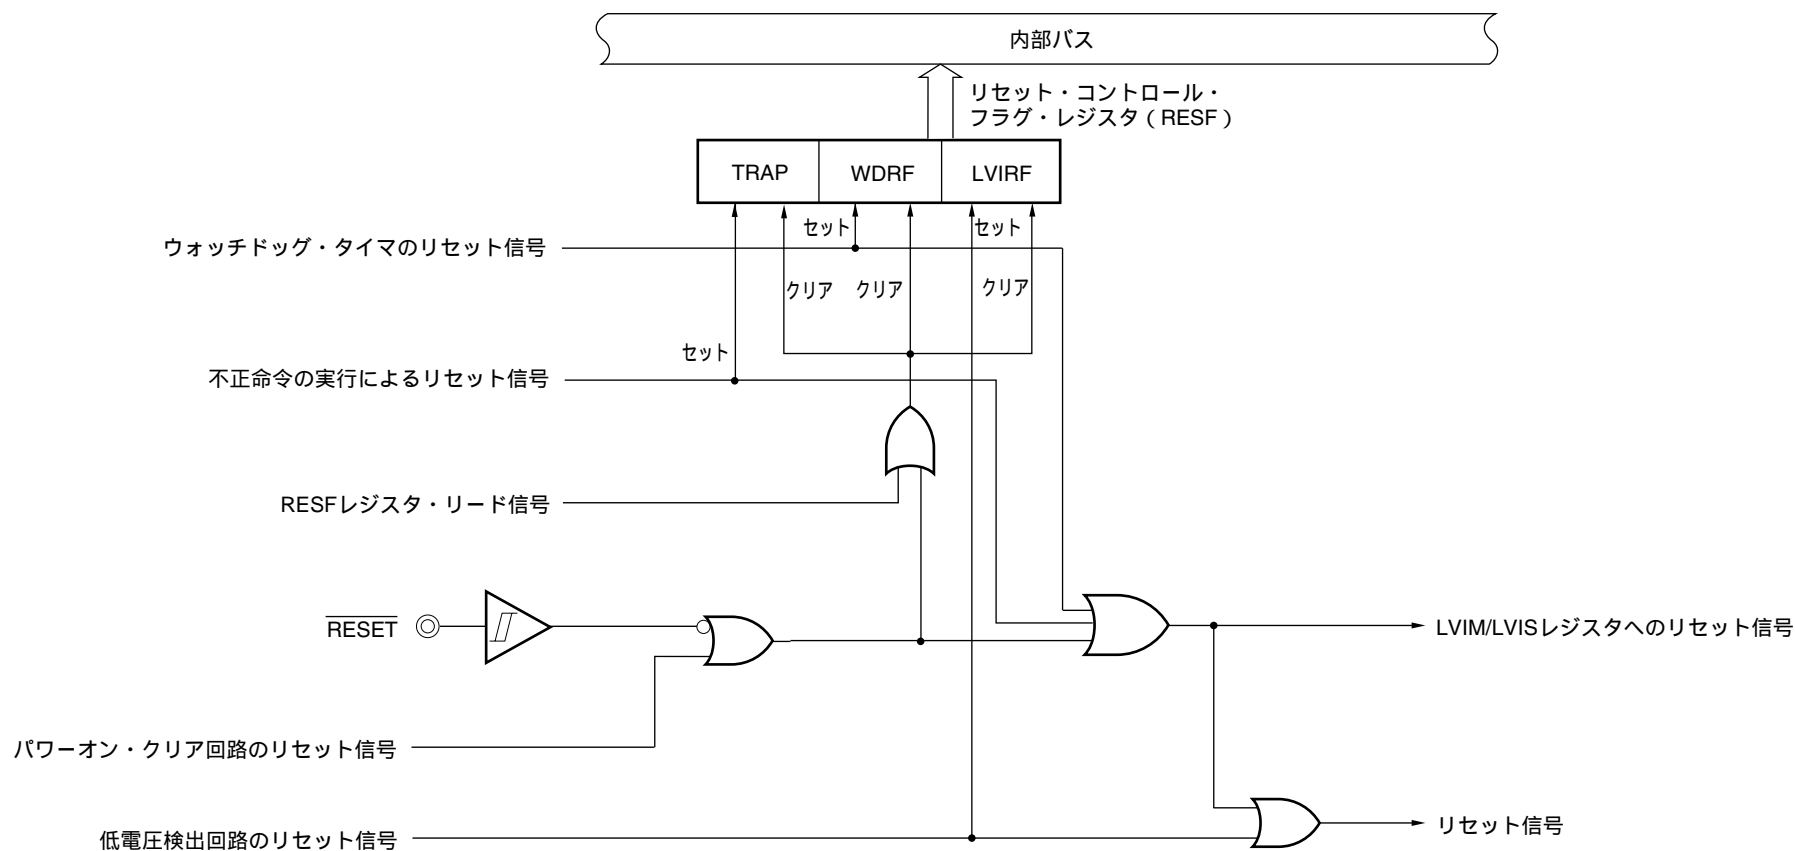 内部バス
リセット・コントロール・
フラグ・レジスタ（RESF）
TRAP
WDRF
LVIRF
セット
セット
ウォッチドッグ・タイマのリセット信号
クリア
クリア
クリア
セット
不正命令の実行によるリセット信号
RESFレジスタ・リード信号
RESET
LVIM/LVISレジスタへのリセット信号
パワーオン・クリア回路のリセット信号
低電圧検出回路のリセット信号
リセット信号